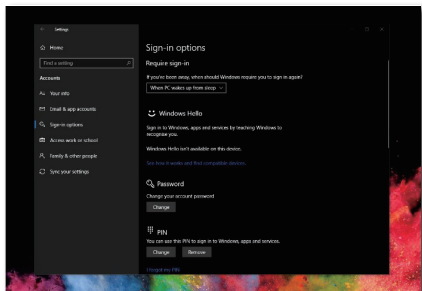 Settings
Home
Find a setting
Accounts
Your info
Email & app accounts
Sign-in options
Access work or school
Family & other people
Sync your settings
Sign-in options
Require sign-in
If you've been away, when should Windows require you to sign in again?
When PC wakes up from sleep
Windows Hello
Sign in to Windows, apps and services by teaching Windows to
recognize you.
Windows Hello isn't available on this device.
See how it works and find compatible devices.
Password
Change your account password
Change
PIN
You can use this PIN to sign in to Windows, apps and services.
Change Remove
I forgot my PIN